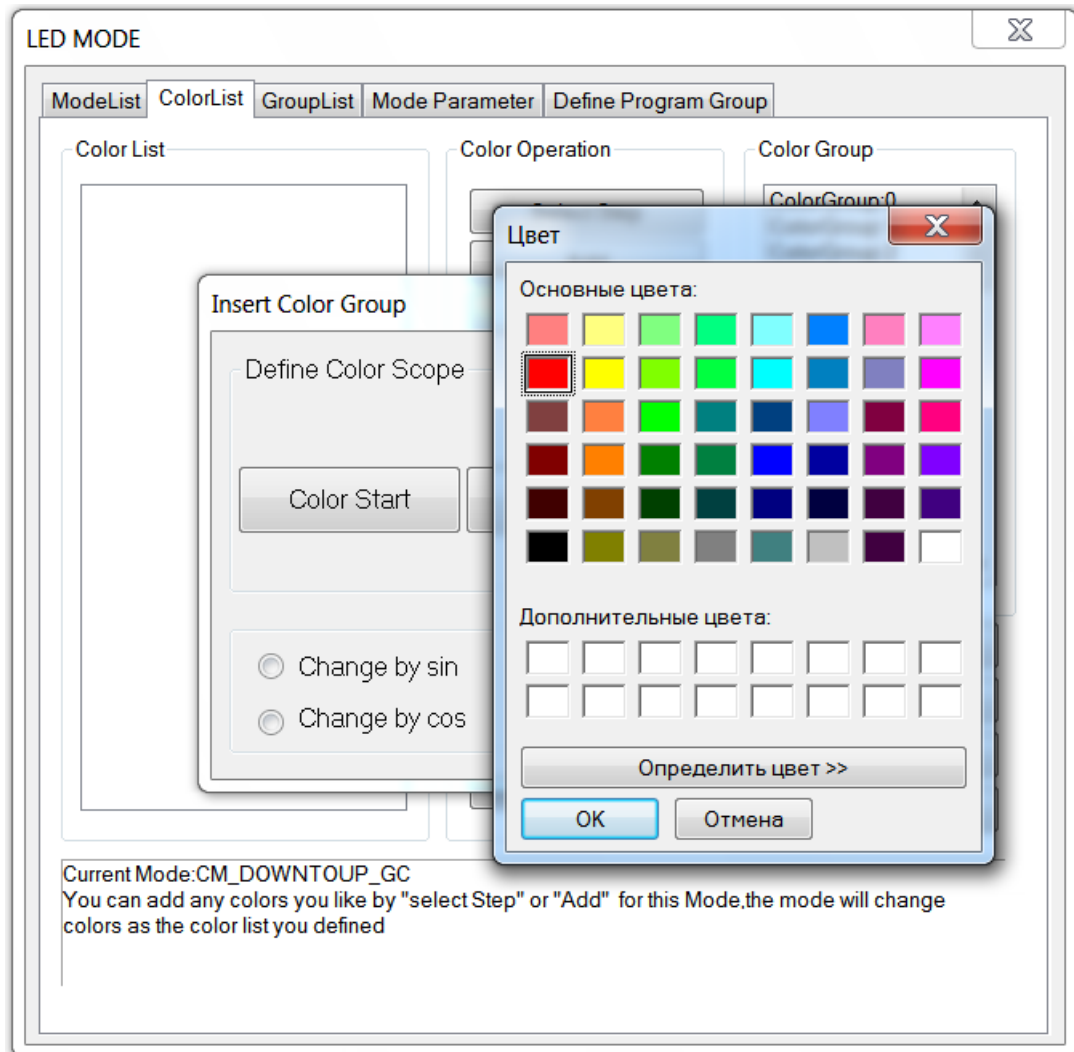 LED MODE
ModeList ColorList GroupList Mode Parameter Define Program Group
Color List
Color Operation
Color Group
ColorGroup:0
Insert Color Group
Define Color Scope
Color Start
Change by sin
Change by cos
Цвет
Основные цвета:
Дополнительные цвета:
Определить цвет >>
OK
Отмена
Current Mode:CM_DOWNTOUP_GC
You can add any colors you like by "select Step" or "Add" for this Mode,the mode will change
colors as the color list you defined